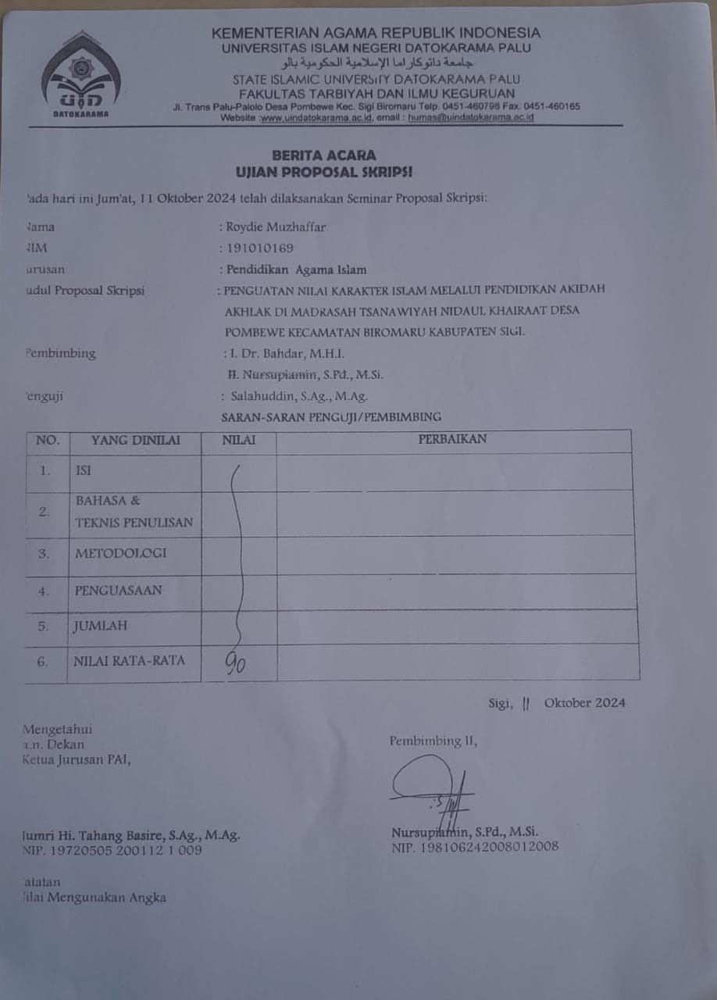 KEMENTERIAN AGAMA REPUBLIK INDONESIA
UNIVERSITAS ISLAM NEGERI DATOKARAMA PALU
جامعة داتوكاراما الإسلامية الحكومية بالو
STATE ISLAMIC UNIVERSITY DATOKARAMA PALU
FAKULTAS TARBIYAH DAN ILMU KEGURUAN
Jl. Trans Palu-Palolo Desa Pombewe Kec. Sigi Biromaru Telp. 0451-460798 Fax. 0451-460165
Website :www.uindatokarama.ac.id, email : humas@uindatokarama.ac.id
UIN
DATOKARAMA
BERITA ACARA
UJIAN PROPOSAL SKRIPSI
ada hari ini Jum'at, 11 Oktober 2024 telah dilaksanakan Seminar Proposal Skripsi:
Nama : Roydie Muzhaffar
NIM : 191010169
urusan : Pendidikan Agama Islam
udul Proposal Skripsi : PENGUATAN NILAI KARAKTER ISLAM MELALUI PENDIDIKAN AKIDAH
AKHLAK DI MADRASAH TSANAWIYAH NIDAUL KHAIRAAT DESA
POMBEWE KECAMATAN BIROMARU KABUPATEN SIGI.
Pembimbing : I. Dr. Bahdar, M.H.I.
II. Nursupiamin, S.Pd., M.Si.
enguji : Salahuddin, S.Ag., M.Ag.
SARAN-SARAN PENGUJI/PEMBIMBING
NO. YANG DINILAI NILAI PERBAIKAN
1. ISI
2. BAHASA &
TEKNIS PENULISAN
3. METODOLOGI
4. PENGUASAAN
5. JUMLAH
6. NILAI RATA-RATA 90
Sigi, 11 Oktober 2024
Mengetahui
a.n. Dekan
Ketua Jurusan PAI,
Pembimbing II,
Jumri Hi. Tahang Basire, S.Ag., M.Ag.
NIP. 19720505 200112 1 009
Nursupiamin, S.Pd., M.Si.
NIP. 198106242008012008
atatan
ilai Mengunakan Angka